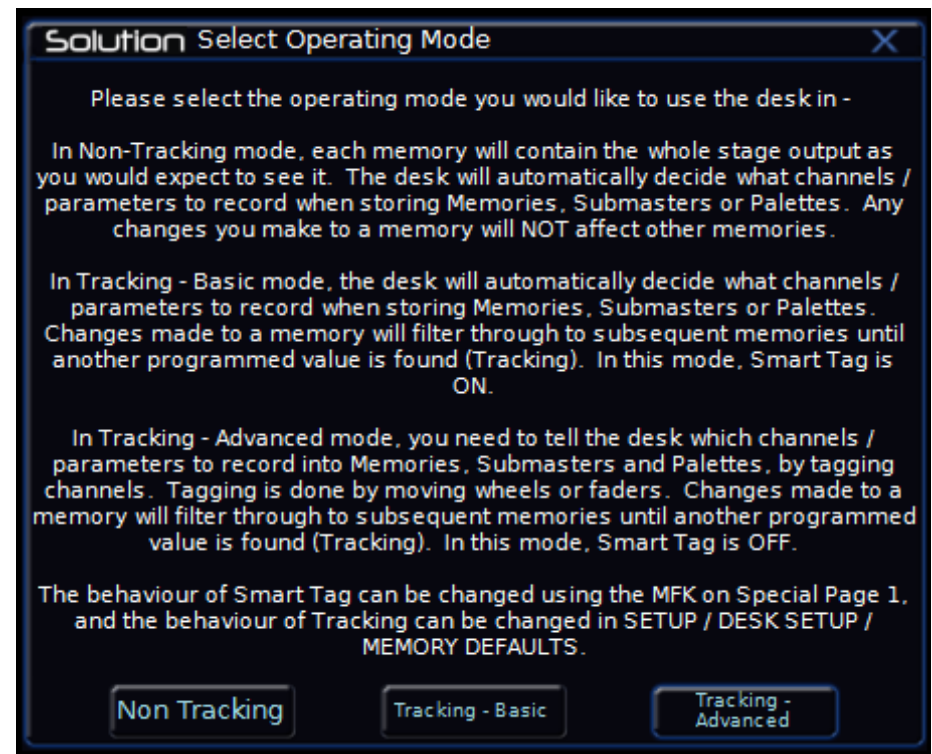 Solution Select Operating Mode X
Please select the operating mode you would like to use the desk in -
In Non-Tracking mode, each memory will contain the whole stage output as
you would expect to see it. The desk will automatically decide what channels /
parameters to record when storing Memories, Submasters or Palettes. Any
changes you make to a memory will NOT affect other memories.
In Tracking - Basic mode, the desk will automatically decide what channels /
parameters to record when storing Memories, Submasters or Palettes.
Changes made to a memory will filter through to subsequent memories until
another programmed value is found (Tracking). In this mode, Smart Tag is
ON.
In Tracking - Advanced mode, you need to tell the desk which channels /
parameters to record into Memories, Submasters and Palettes, by tagging
channels. Tagging is done by moving wheels or faders. Changes made to a
memory will filter through to subsequent memories until another programmed
value is found (Tracking). In this mode, Smart Tag is OFF.
The behaviour of Smart Tag can be changed using the MFK on Special Page 1,
and the behaviour of Tracking can be changed in SETUP / DESK SETUP /
MEMORY DEFAULTS.
Non Tracking
Tracking - Basic
Tracking -
Advanced